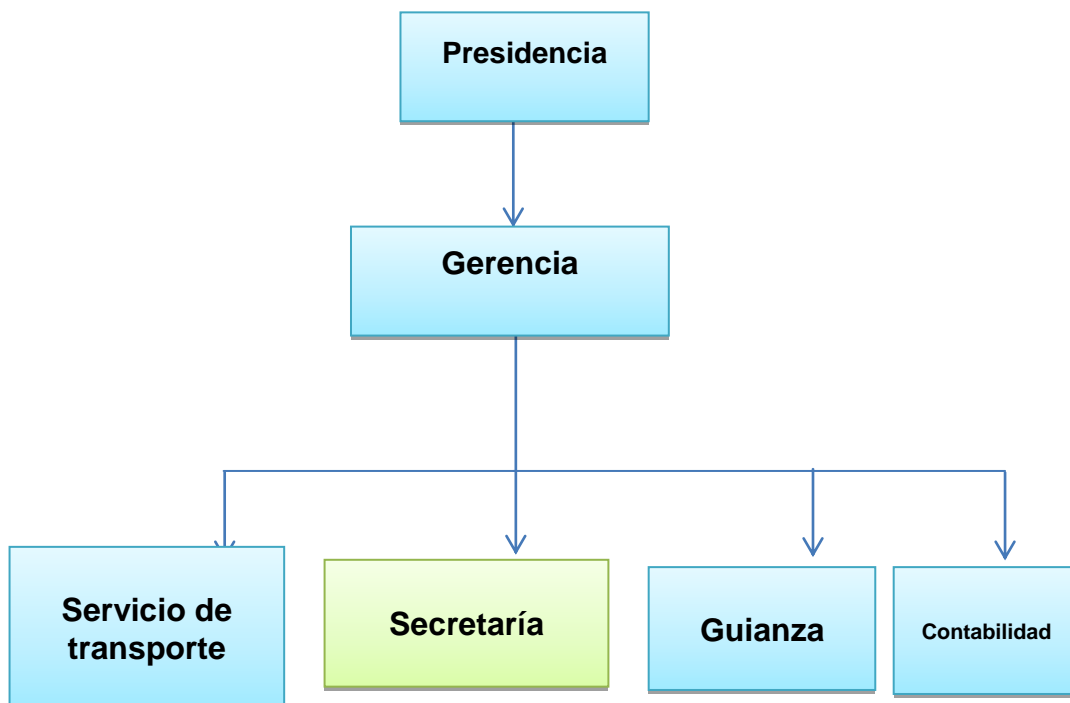 Presidencia
Gerencia
Servicio de
transporte
Secretaría
Guianza
Contabilidad